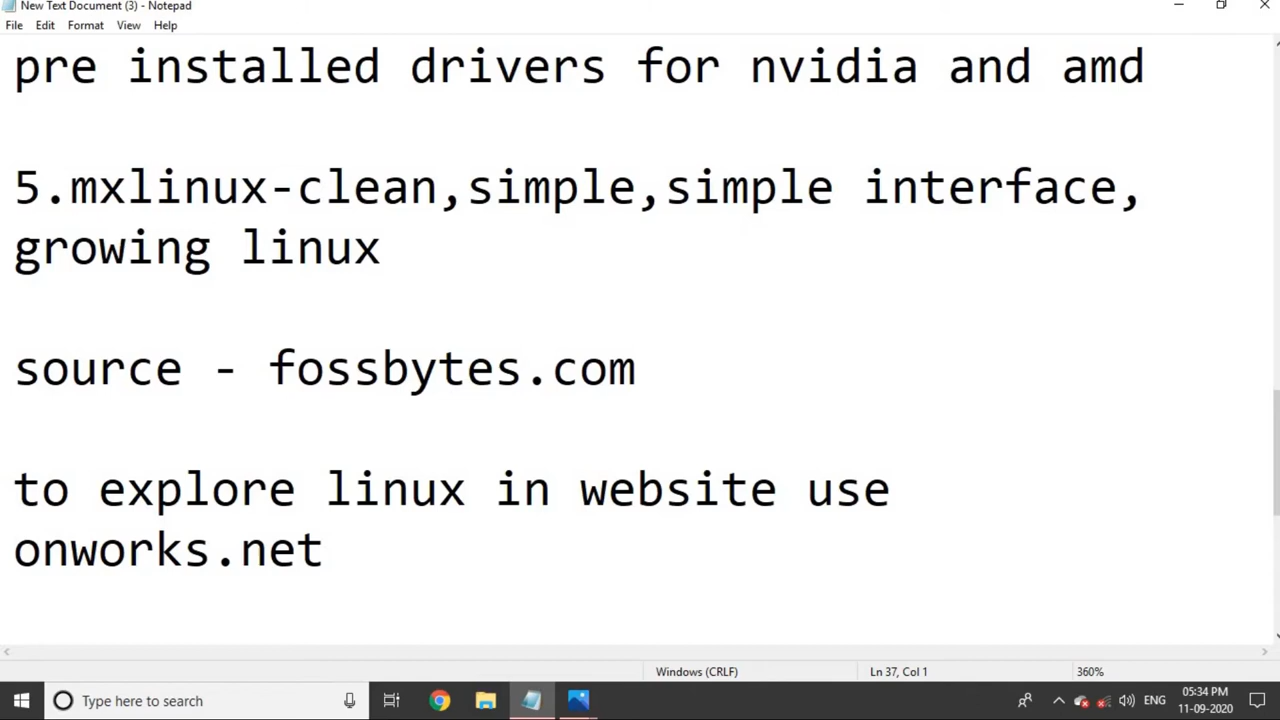 New Text Document (3) - Notepad
File Edit Format View Help
pre installed drivers for nvidia and amd
5.mxlinux-clean,simple,simple interface,
growing linux
source - fossbytes.com
to explore linux in website use
onworks.net
Windows (CRLF) Ln 37, Col 1 360%
Type here to search
ENG
05:34 PM
11-09-2020